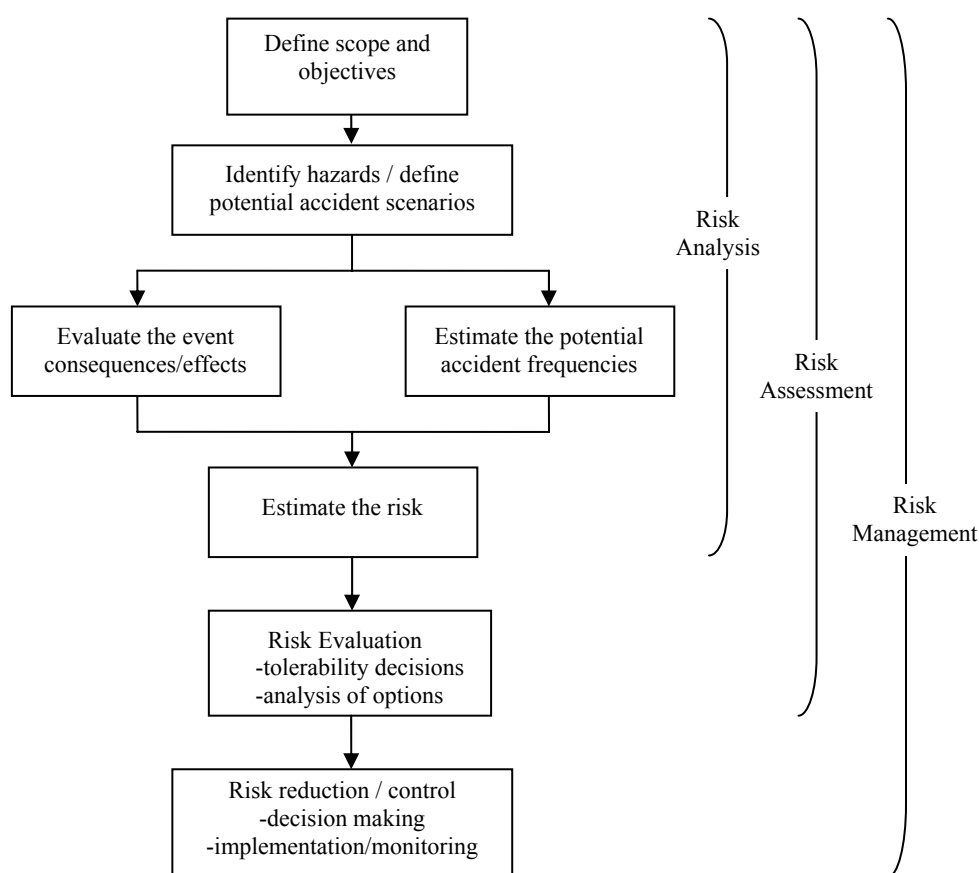 Define scope and
objectives
Identify hazards / define
potential accident scenarios
Risk
Analysis
Evaluate the event
consequences/effects
Estimate the potential
accident frequencies
Risk
Assessment
Estimate the risk
Risk
Management
Risk Evaluation
-tolerability decisions
-analysis of options
Risk reduction / control
-decision making
-implementation/monitoring